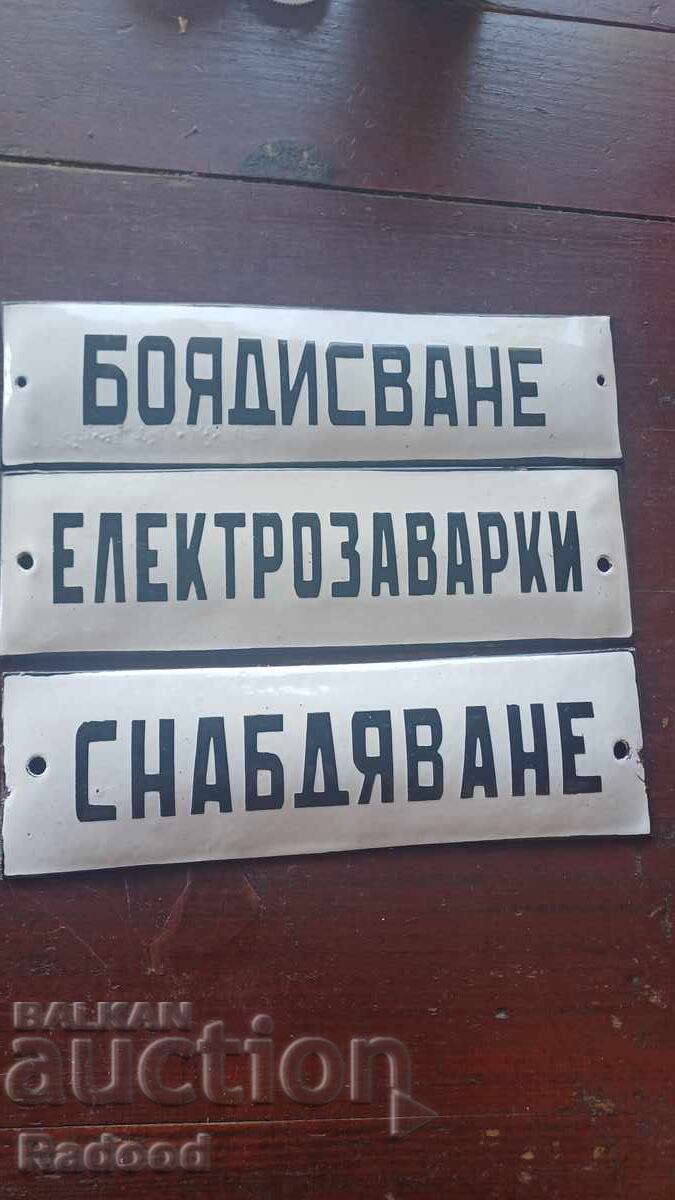 БОЯДИСВАНЕ
ЕЛЕКТРОЗАВАРКИ
СНАБДЯВАНЕ
BALKAN
auction
Radood